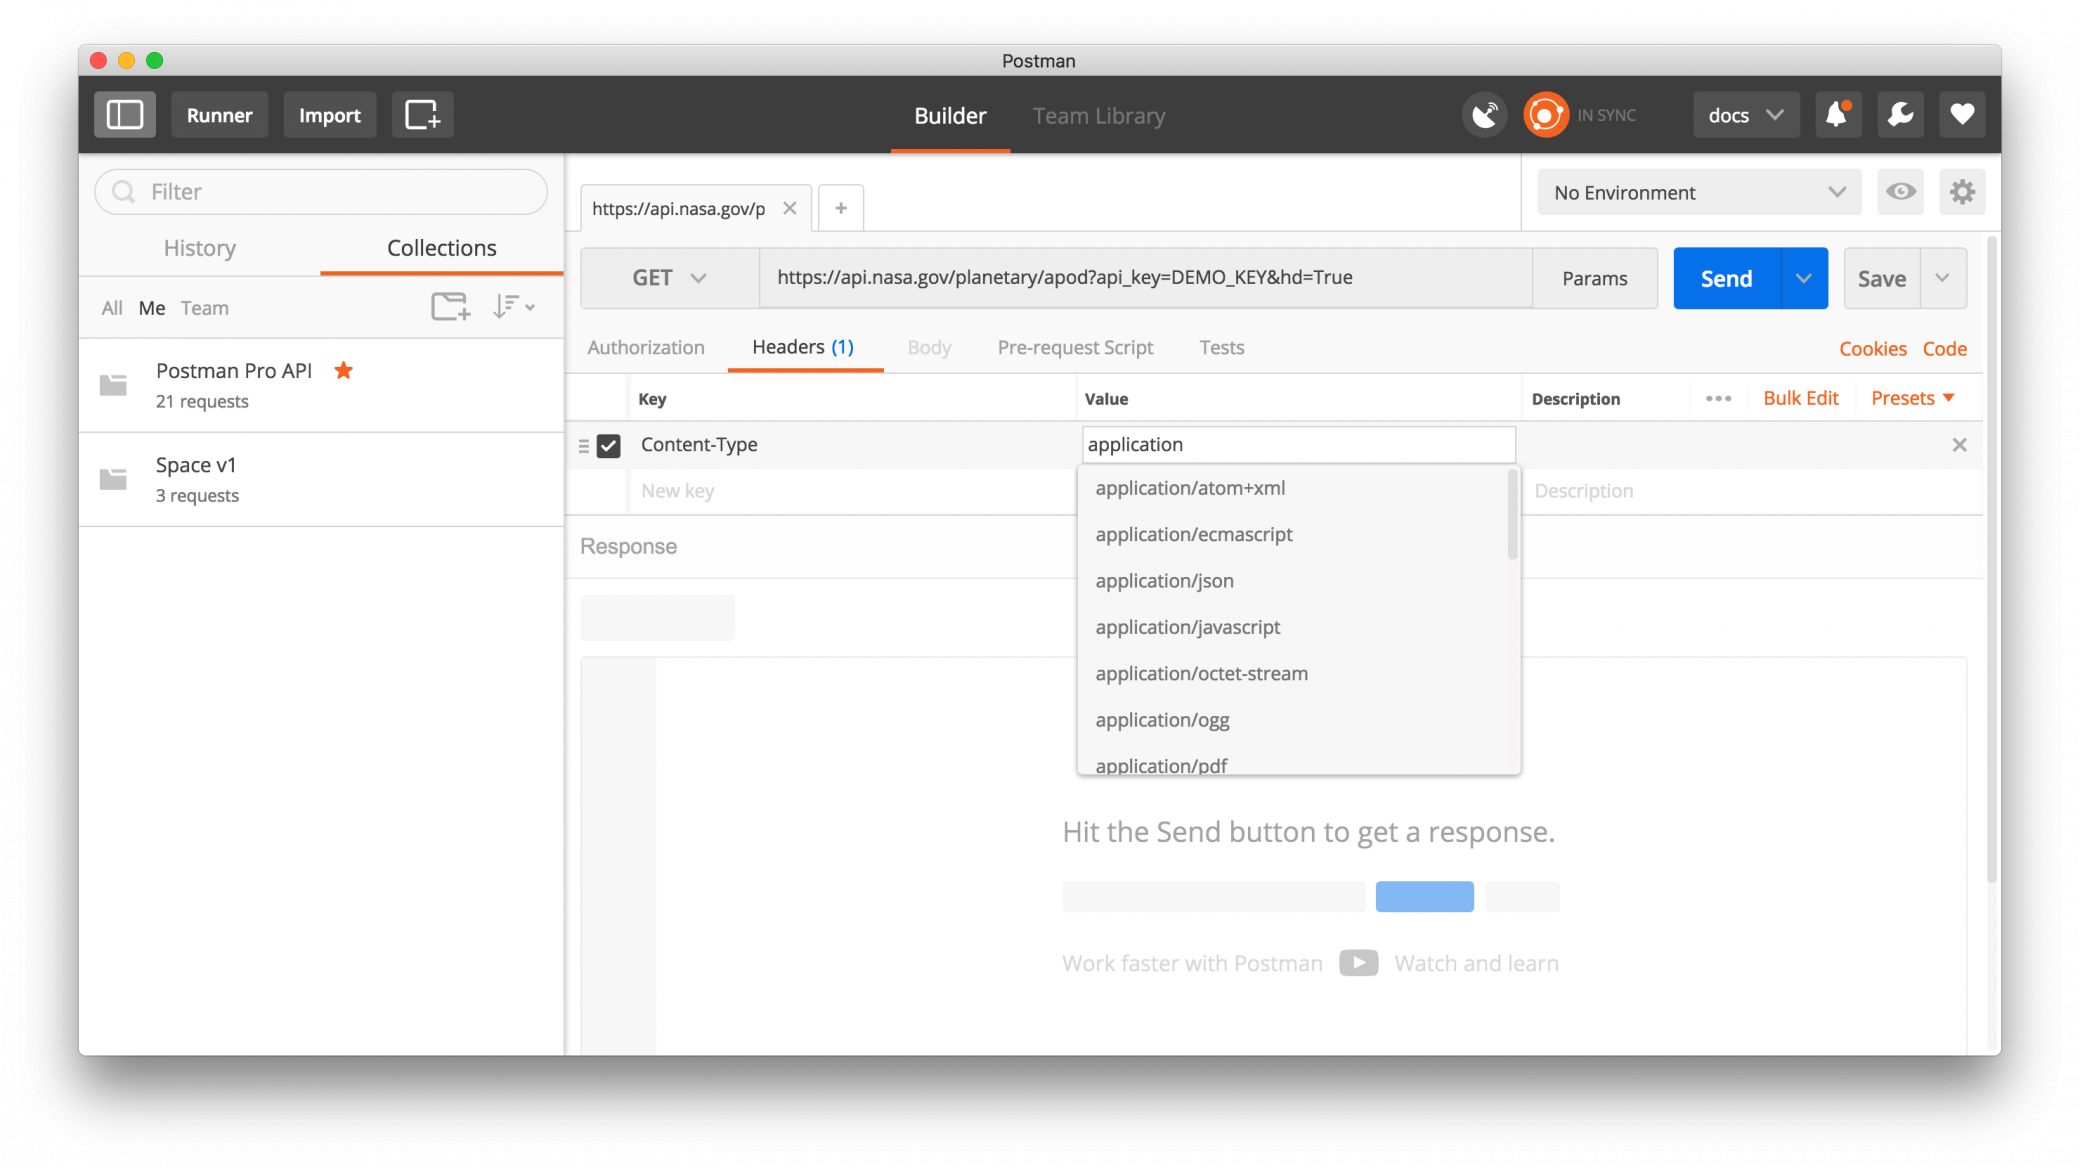 Postman
Runner Import Builder Team Library IN SYNC docs
Filter
History Collections
All Me Team
Postman Pro API
21 requests
Space v1
3 requests
https://api.nasa.gov/p +
No Environment
GET https://api.nasa.gov/planetary/apod?api_key=DEMO_KEY&hd=True Params Send Save
Authorization Headers (1) Body Pre-request Script Tests Cookies Code
Key Value Description ••• Bulk Edit Presets
Content-Type application
New key Description
application/atom+xml
application/ecmascript
application/json
application/javascript
application/octet-stream
application/ogg
application/pdf
Response
Hit the Send button to get a response.
Work faster with Postman Watch and learn